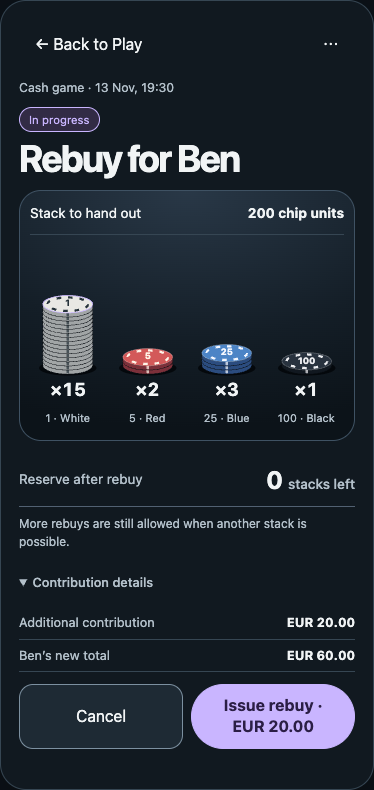 ← Back to Play ···
Cash game · 13 Nov, 19:30
In progress
Rebuy for Ben
Stack to hand out 200 chip units
1 5 25 100
×15 ×2 ×3 ×1
1 · White 5 · Red 25 · Blue 100 · Black
Reserve after rebuy 0 stacks left
More rebuys are still allowed when another stack is
possible.
▼ Contribution details
Additional contribution EUR 20.00
Ben’s new total EUR 60.00
Cancel Issue rebuy ·
EUR 20.00